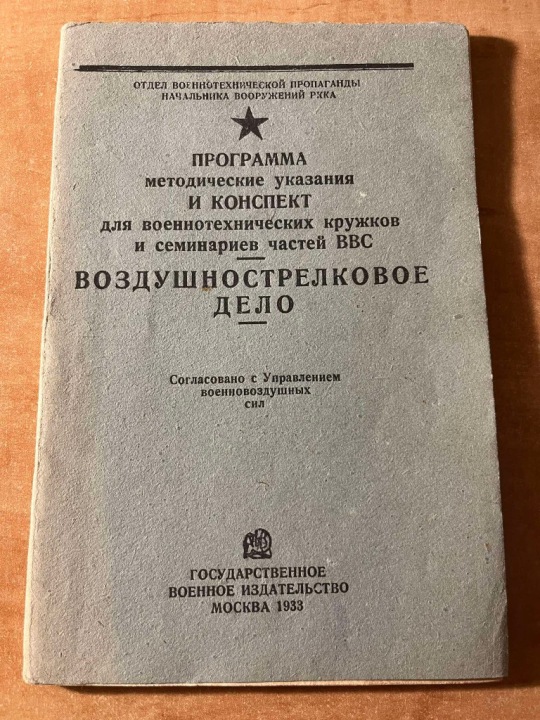 ОТДЕЛ ВОЕННОТЕХНИЧЕСКОЙ ПРОПАГАНДЫ
НАЧАЛЬНИКА ВООРУЖЕНИЙ РККА
ПРОГРАММА
методические указания
И КОНСПЕКТ
для военнотехнических кружков
и семинариев частей ВВС
ВОЗДУШНОСТРЕЛКОВОЕ
ДЕЛО
Согласовано с Управлением
военновоздушных
сил
ГОСУДАРСТВЕННОЕ
ВОЕННОЕ ИЗДАТЕЛЬСТВО
МОСКВА 1933